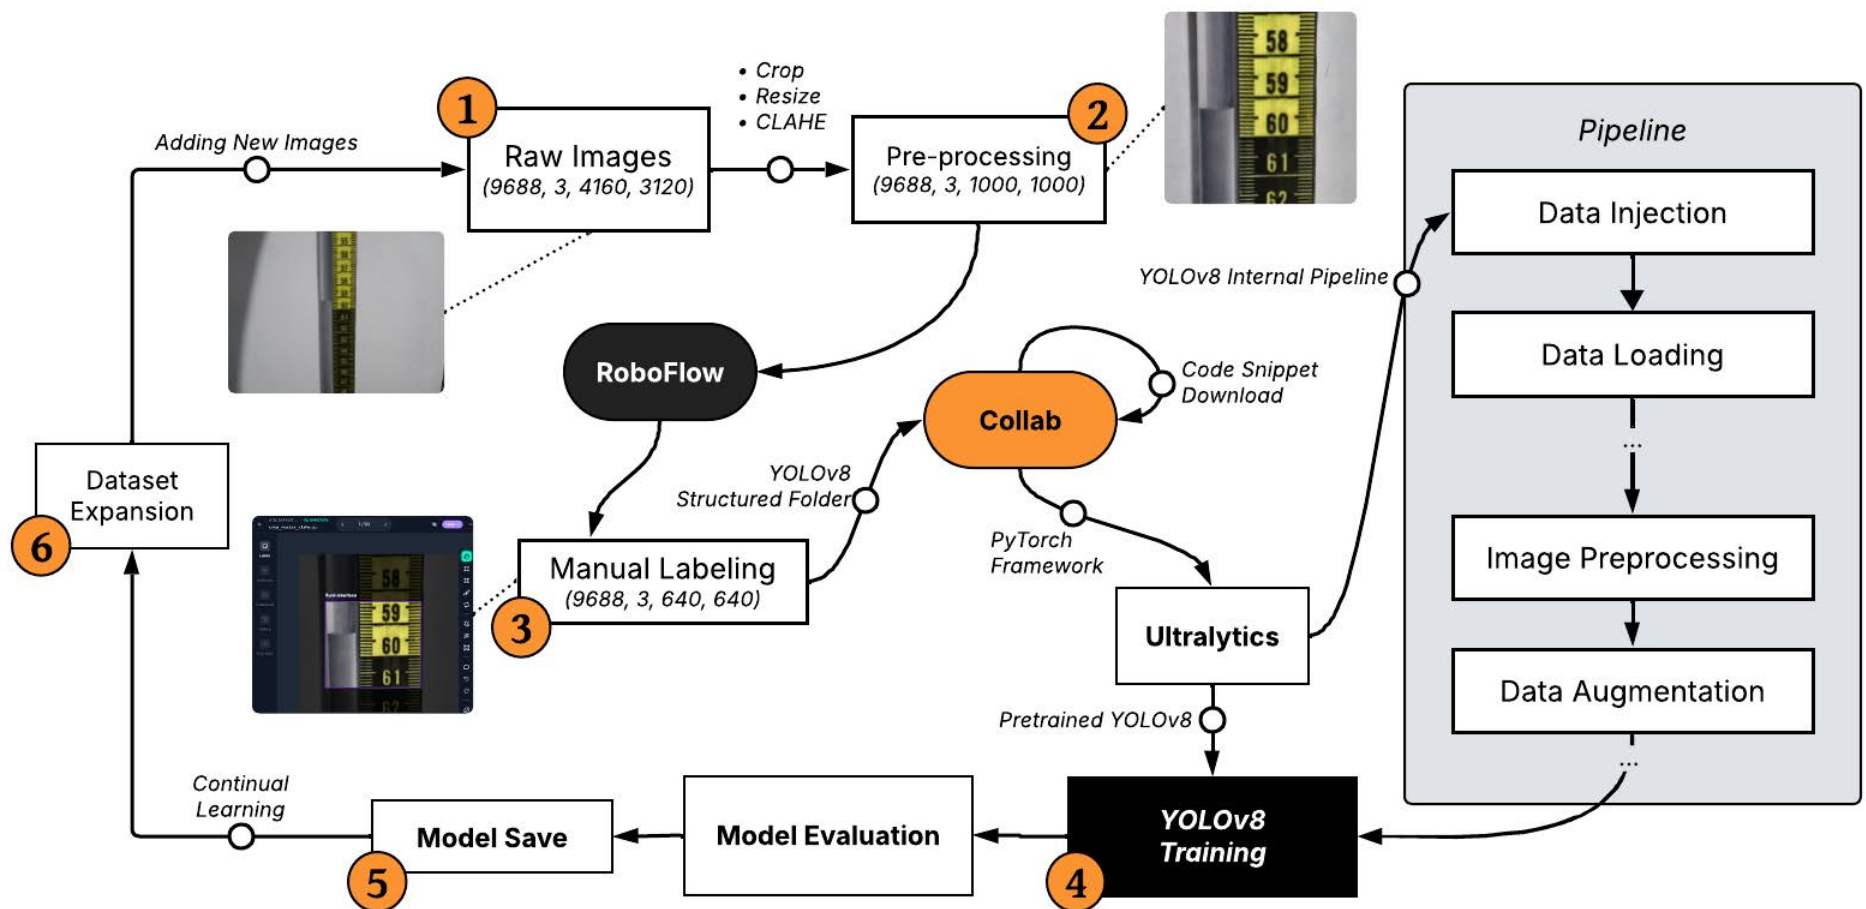 1
Raw Images
(9688, 3, 4160, 3120)
• Crop
• Resize
• CLAHE
2
Pre-processing
(9688, 3, 1000, 1000)
58
59
60
61
62
Adding New Images
Pipeline
Data Injection
Data Loading
...
Image Preprocessing
Data Augmentation
...
YOLOv8 Internal Pipeline
RoboFlow
Collab
Code Snippet
Download
YOLOv8
Structured Folder
Dataset
Expansion
6
58
59
60
61
62
Manual Labeling
(9688, 3, 640, 640)
3
PyTorch
Framework
Ultralytics
Pretrained YOLOv8
YOLOv8
Training
4
Model Evaluation
Model Save
5
Continual
Learning